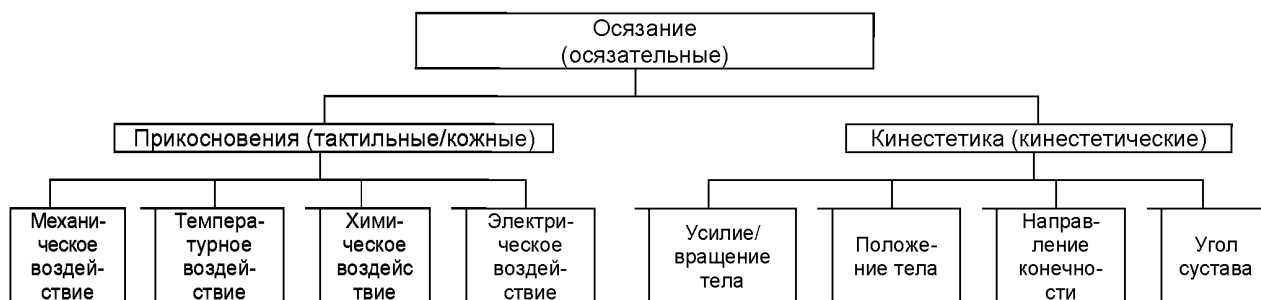 Осязание
(осязательные)
Прикосновения (тактильные/кожные)
Кинестетика (кинестетические)
Механи-
ческое
воздей-
ствие
Темпера-
турное
воздей-
ствие
Хими-
ческое
воздейс
твие
Электри-
ческое
воздей-
ствие
Усилие/
вращение
тела
Положе-
ние тела
Направ-
ление
конечно-
сти
Угол
сустава